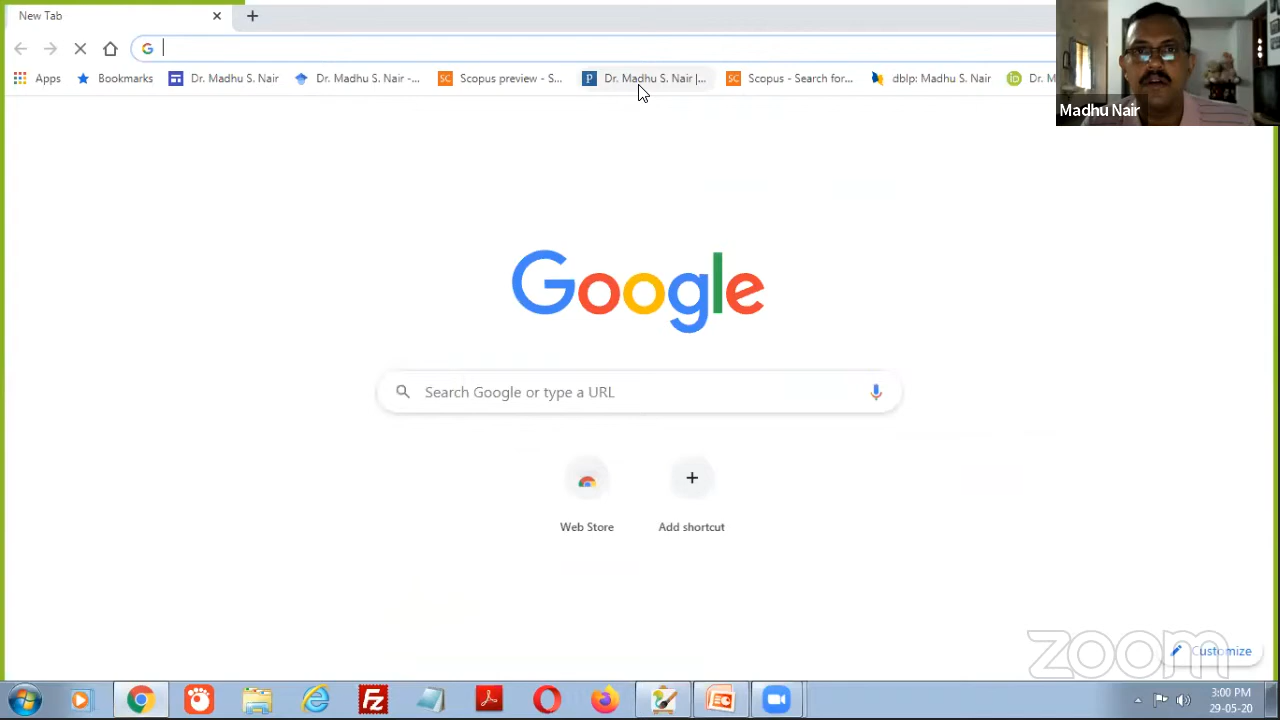 New Tab
Apps Bookmarks Dr. Madhu S. Nair Dr. Madhu S. Nair -... Scopus preview - S... Dr. Madhu S. Nair |... Scopus - Search for... dblp: Madhu S. Nair Dr. M
Madhu Nair
Google
Search Google or type a URL
Web Store Add shortcut
zoom
Customize
3:00 PM
29-05-20